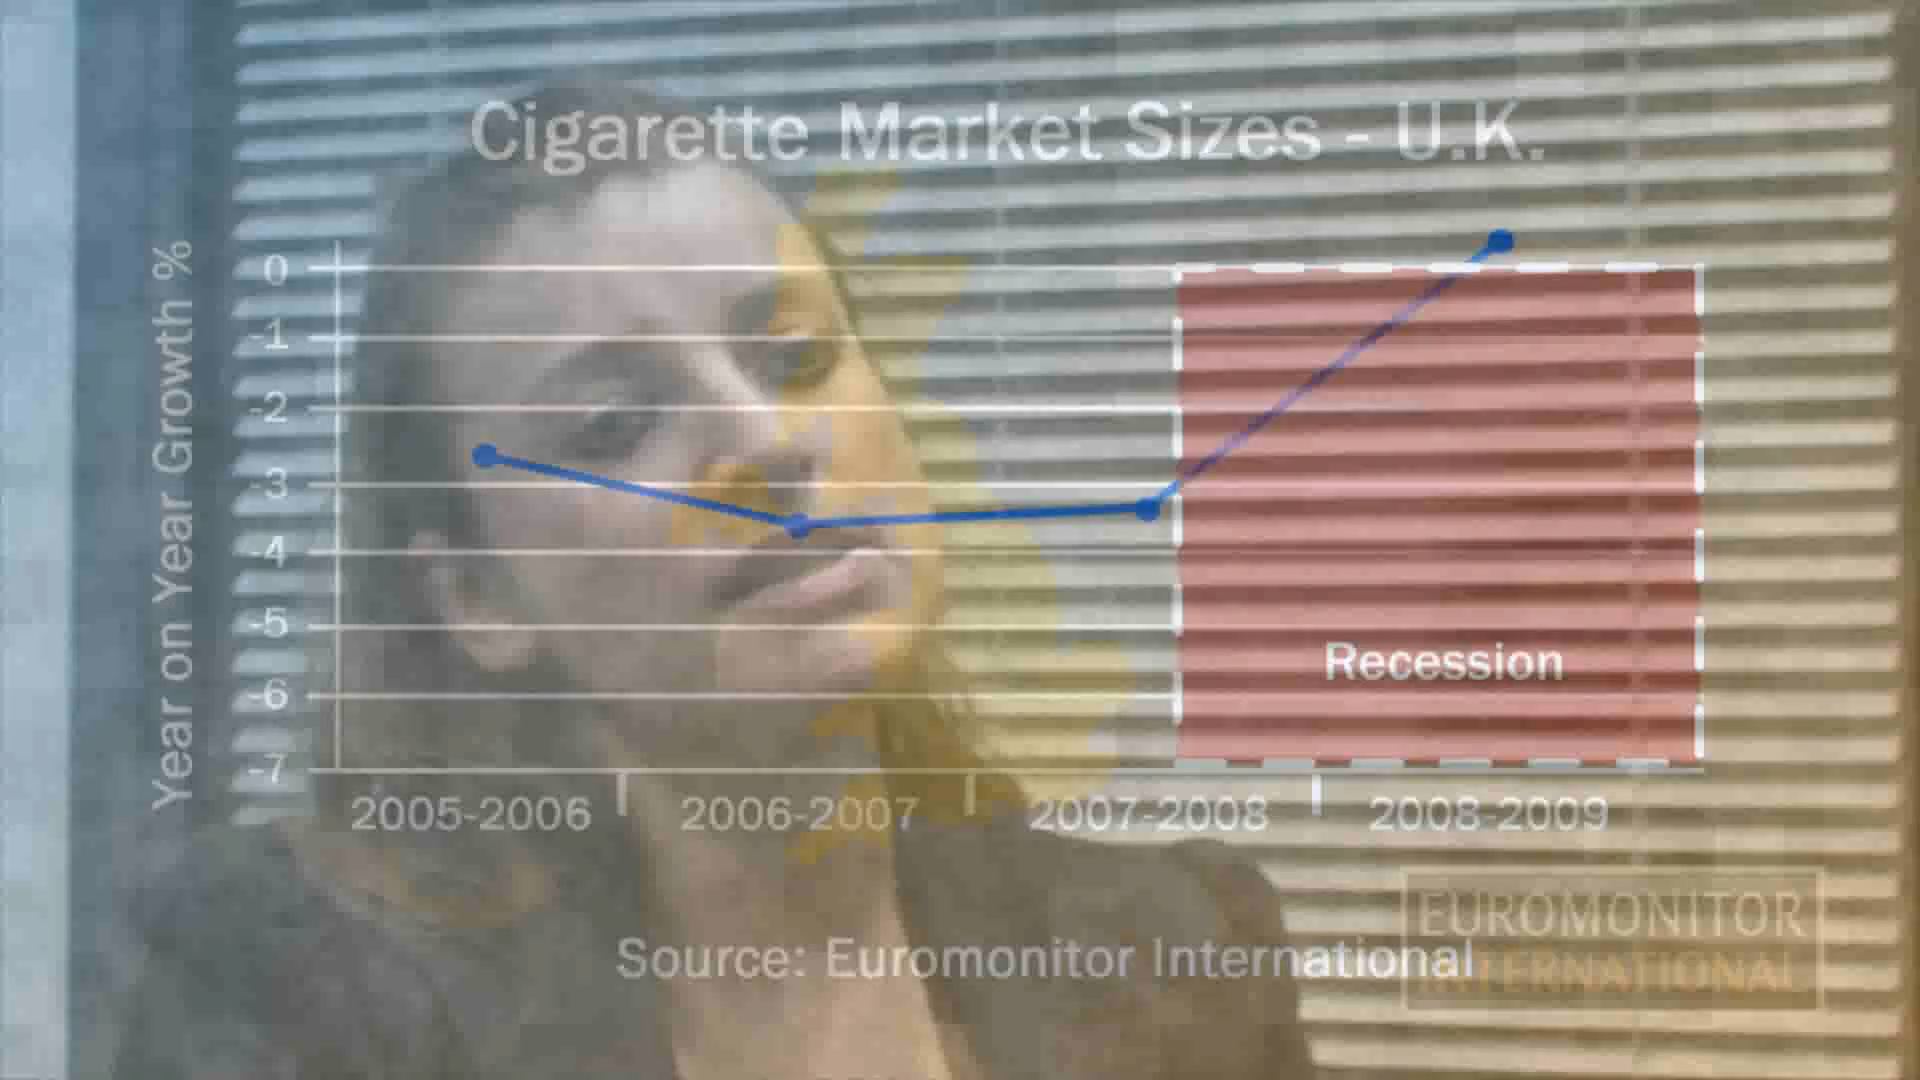 Cigarette Market Sizes - U.K.
Year on Year Growth %
0
-1
-2
-3
-4
-5
-6
-7
Recession
2005-2006
2006-2007
2007-2008
2008-2009
Source: Euromonitor International
EUROMONITOR
INTERNATIONAL